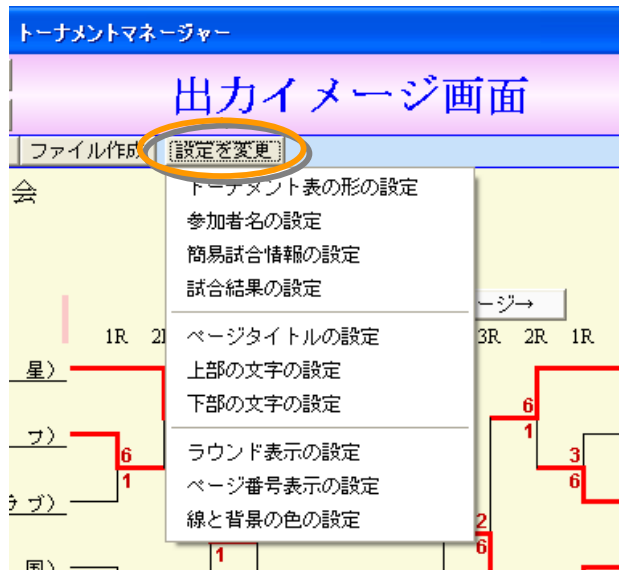 トーナメントマネージャー
出力イメージ画面
ファイル作成 設定を変更
会
トーナメント表の形の設定
参加者名の設定
簡易試合情報の設定
試合結果の設定
ージ→
1R 3R 2R 1R
ページタイトルの設定
星)
上部の文字の設定
下部の文字の設定
6
1
フ)
6
1
3
6
ラウンド表示の設定
ページ番号表示の設定
ヴ)
線と背景の色の設定
2
6
国)
1